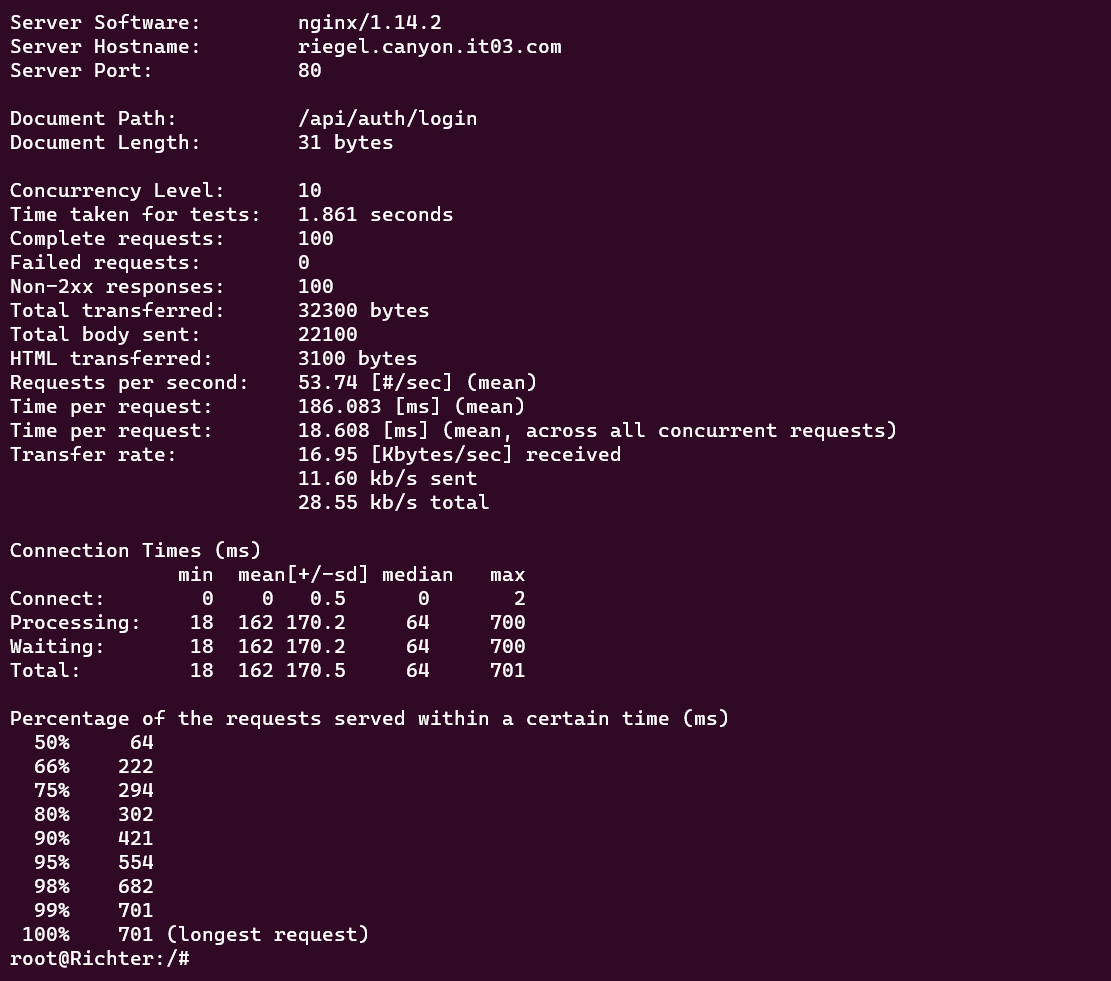 Server Software:        nginx/1.14.2
Server Hostname:        riegel.canyon.it03.com
Server Port:            80

Document Path:          /api/auth/login
Document Length:        31 bytes

Concurrency Level:      10
Time taken for tests:   1.861 seconds
Complete requests:      100
Failed requests:        0
Non-2xx responses:      100
Total transferred:      32300 bytes
Total body sent:        22100
HTML transferred:       3100 bytes
Requests per second:    53.74 [#/sec] (mean)
Time per request:       186.083 [ms] (mean)
Time per request:       18.608 [ms] (mean, across all concurrent requests)
Transfer rate:          16.95 [Kbytes/sec] received
                        11.60 kb/s sent
                        28.55 kb/s total

Connection Times (ms)
              min  mean[+/-sd] median   max
Connect:        0    0   0.5      0       2
Processing:    18  162 170.2     64     700
Waiting:       18  162 170.2     64     700
Total:         18  162 170.5     64     701

Percentage of the requests served within a certain time (ms)
  50%     64
  66%    222
  75%    294
  80%    302
  90%    421
  95%    554
  98%    682
  99%    701
 100%    701 (longest request)
root@Richter:/#